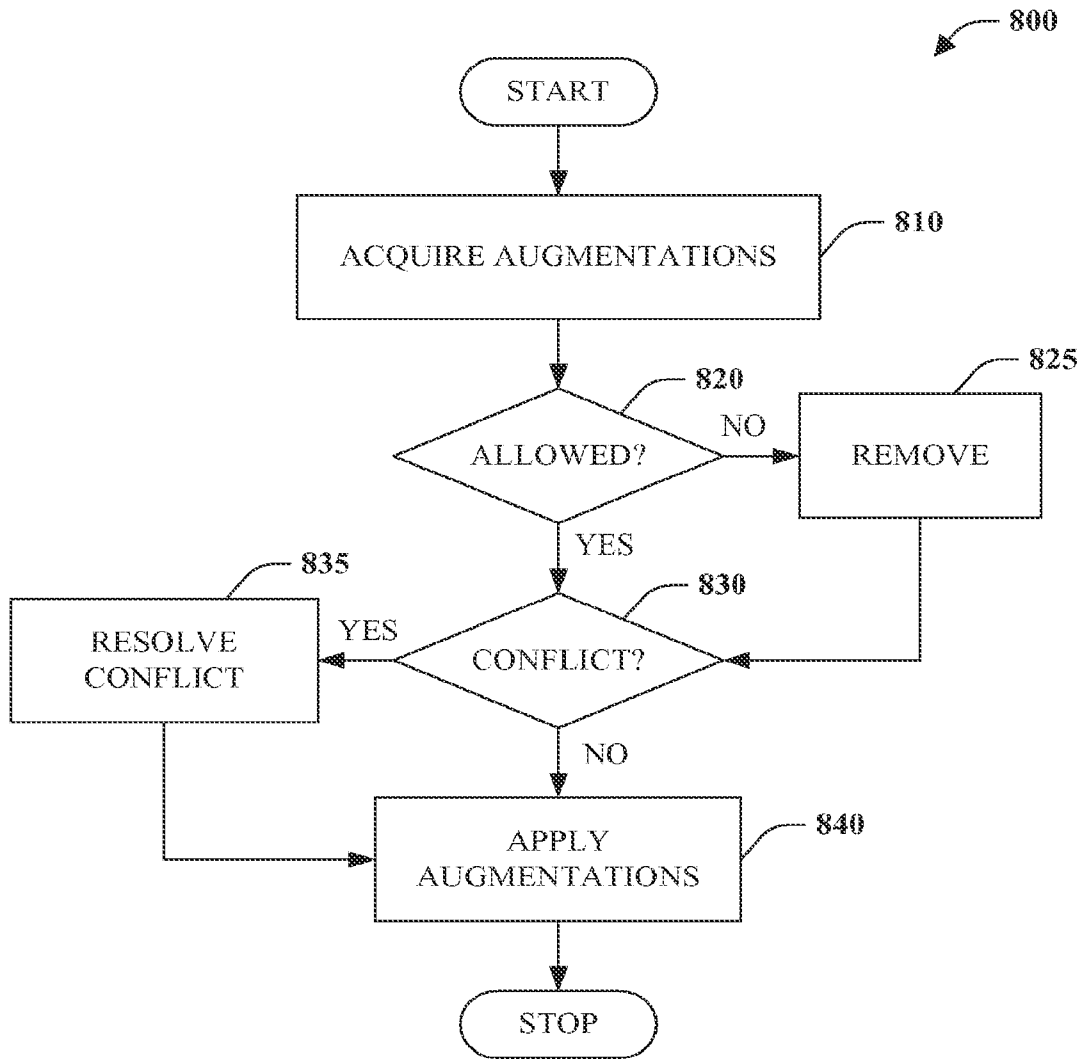 800
START
ACQUIRE AUGMENTATIONS
810
820
ALLOWED?
NO
825
REMOVE
YES
835
RESOLVE
CONFLICT
YES
830
CONFLICT?
NO
APPLY
AUGMENTATIONS
840
STOP